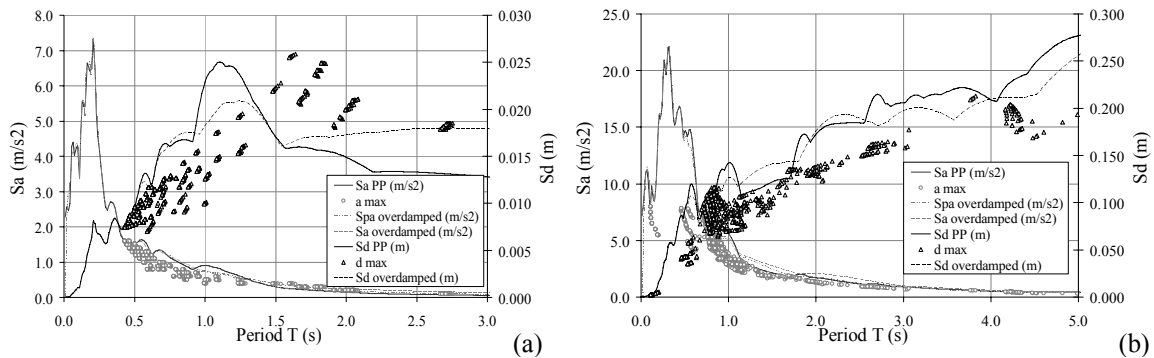 8.0
7.0
6.0
5.0
4.0
3.0
2.0
1.0
0.0
Sa (m/s2)
0.030
0.025
0.020
0.015
0.010
0.005
0.000
Sd (m)
0.0 0.5 1.0 1.5 2.0 2.5 3.0
Period T (s)
Sa PP (m/s2)
a max
Spa overdamped (m/s2)
Sa overdamped (m/s2)
Sd PP (m)
d max
Sd overdamped (m)
(a)
25.0
20.0
15.0
10.0
5.0
0.0
Sa (m/s2)
0.300
0.250
0.200
0.150
0.100
0.050
0.000
Sd (m)
0.0 1.0 2.0 3.0 4.0 5.0
Period T (s)
Sa PP (m/s2)
a max
Spa overdamped (m/s2)
Sa overdamped (m/s2)
Sd PP (m)
d max
Sd overdamped (m)
(b)